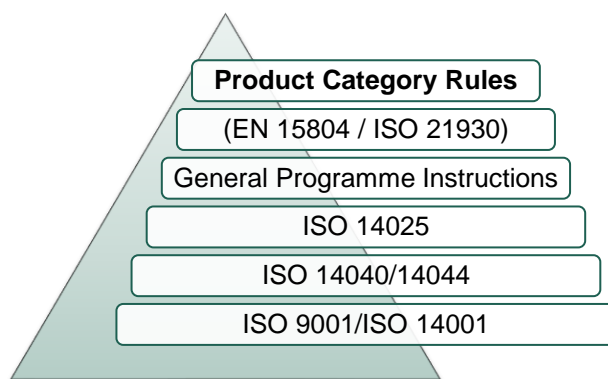 Product Category Rules
(EN 15804 / ISO 21930)
General Programme Instructions
ISO 14025
ISO 14040/14044
ISO 9001/ISO 14001